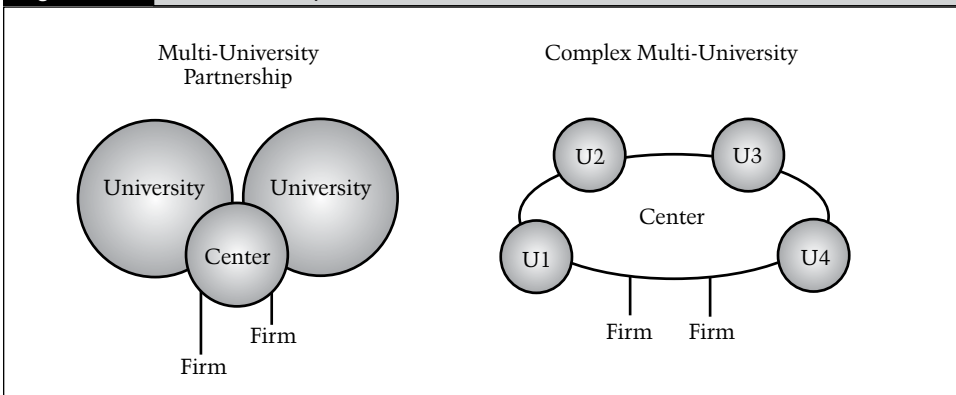 Multi-University
Partnership
University
University
Center
Firm
Firm
Complex Multi-University
U2
U3
Center
U1
U4
Firm
Firm